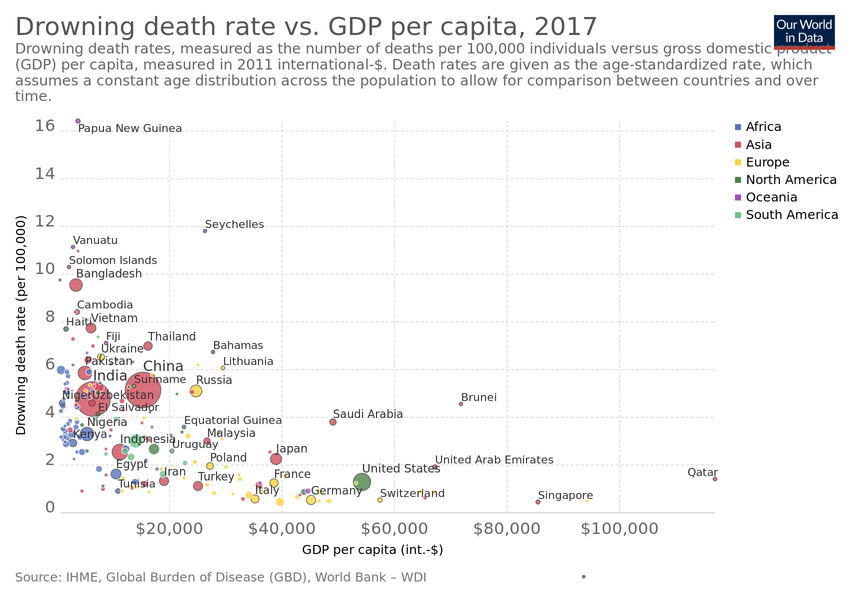 Drowning death rate vs. GDP per capita, 2017
Our World
in Data
Drowning death rates, measured as the number of deaths per 100,000 individuals versus gross domestic product
(GDP) per capita, measured in 2011 international-$. Death rates are given as the age-standardized rate, which
assumes a constant age distribution across the population to allow for comparison between countries and over
time.
16
14
12
10
8
6
4
2
0
Drowning death rate (per 100,000)
Papua New Guinea
Seychelles
Vanuatu
Solomon Islands
Bangladesh
Cambodia
Haiti
Vietnam
Fiji
Thailand
Ukraine
Bahamas
Pakistan
Lithuania
India
China
Suriname
Russia
Niger
Uzbekistan
Brunei
El Salvador
Saudi Arabia
Nigeria
Equatorial Guinea
Kenya
Indonesia
Malaysia
Uruguay
Japan
Poland
Egypt
Iran
United States
United Arab Emirates
Qatar
Tunisia
Turkey
France
Italy
Germany
Switzerland
Singapore
$20,000
$40,000
$60,000
$80,000
$100,000
GDP per capita (int.-$)
Africa
Asia
Europe
North America
Oceania
South America
Source: IHME, Global Burden of Disease (GBD), World Bank – WDI